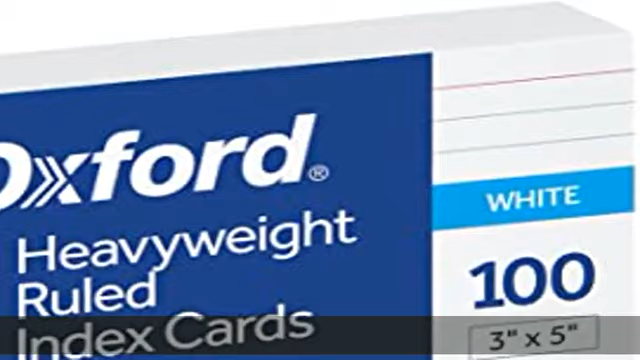 Oxford®
Heavyweight
Ruled
Index Cards
WHITE
100
3" x 5"